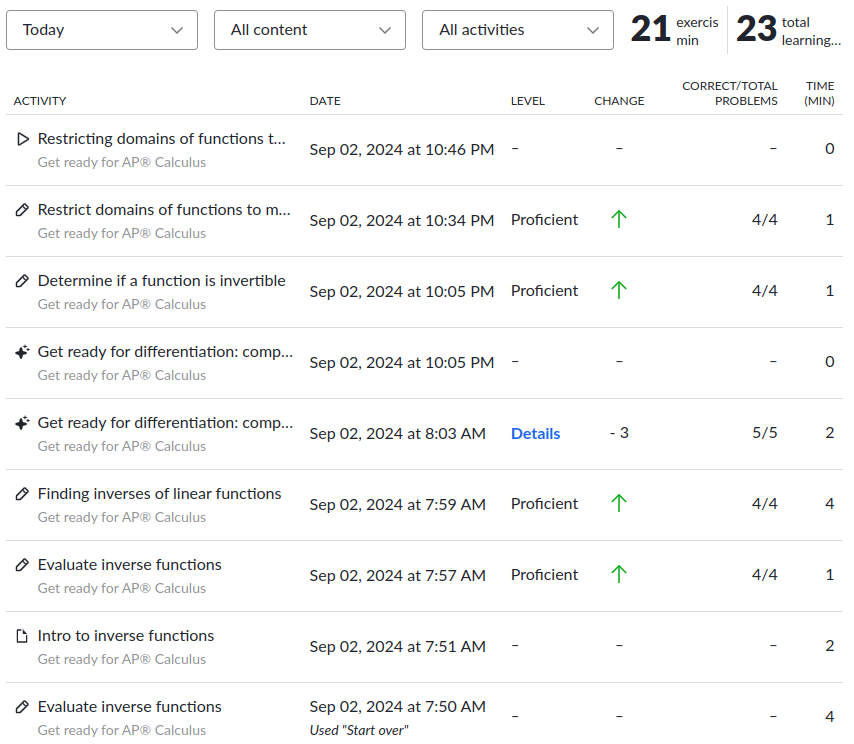 Today All content All activities 21 exercis 23 total
min learning...
CORRECT/TOTAL TIME
ACTIVITY DATE LEVEL CHANGE PROBLEMS (MIN)
Restricting domains of functions t... Sep 02, 2024 at 10:46 PM – – – 0
Get ready for AP® Calculus
Restrict domains of functions to m... Sep 02, 2024 at 10:34 PM Proficient ↑ 4/4 1
Get ready for AP® Calculus
Determine if a function is invertible Sep 02, 2024 at 10:05 PM Proficient ↑ 4/4 1
Get ready for AP® Calculus
Get ready for differentiation: comp... Sep 02, 2024 at 10:05 PM – – – 0
Get ready for AP® Calculus
Get ready for differentiation: comp... Sep 02, 2024 at 8:03 AM Details - 3 5/5 2
Get ready for AP® Calculus
Finding inverses of linear functions Sep 02, 2024 at 7:59 AM Proficient ↑ 4/4 4
Get ready for AP® Calculus
Evaluate inverse functions Sep 02, 2024 at 7:57 AM Proficient ↑ 4/4 1
Get ready for AP® Calculus
Intro to inverse functions Sep 02, 2024 at 7:51 AM – – – 2
Get ready for AP® Calculus
Evaluate inverse functions Sep 02, 2024 at 7:50 AM – – – 4
Get ready for AP® Calculus Used "Start over"